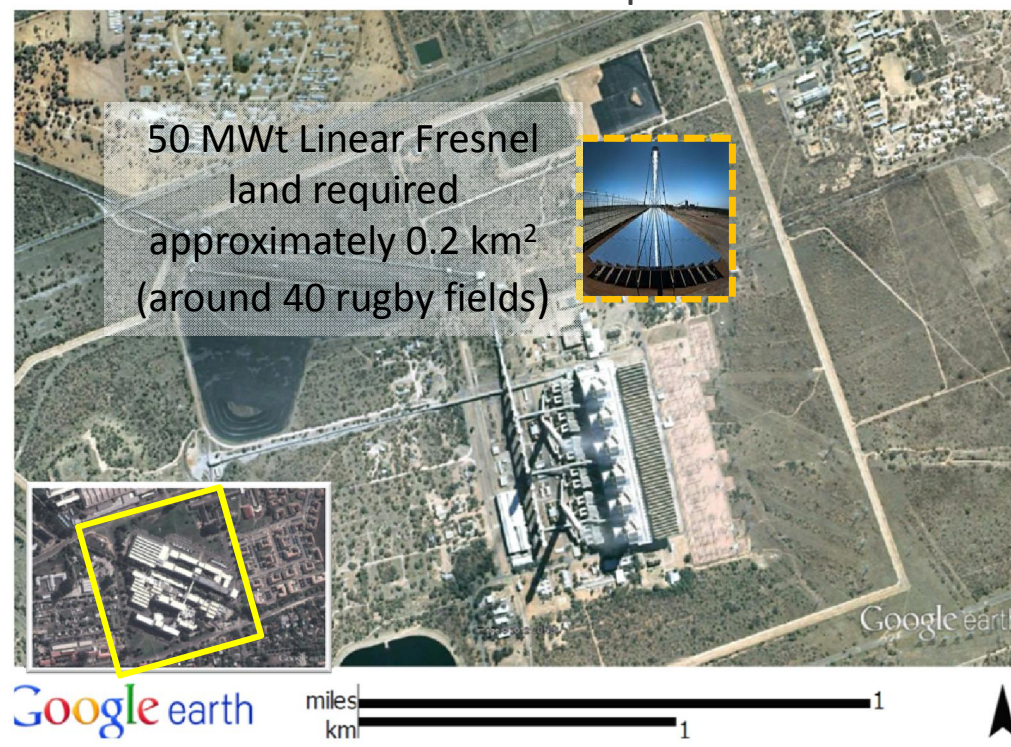 50 MWt Linear Fresnel
land required
approximately 0.2 km²
(around 40 rugby fields)
Google earth
Google earth
miles 1
km 1